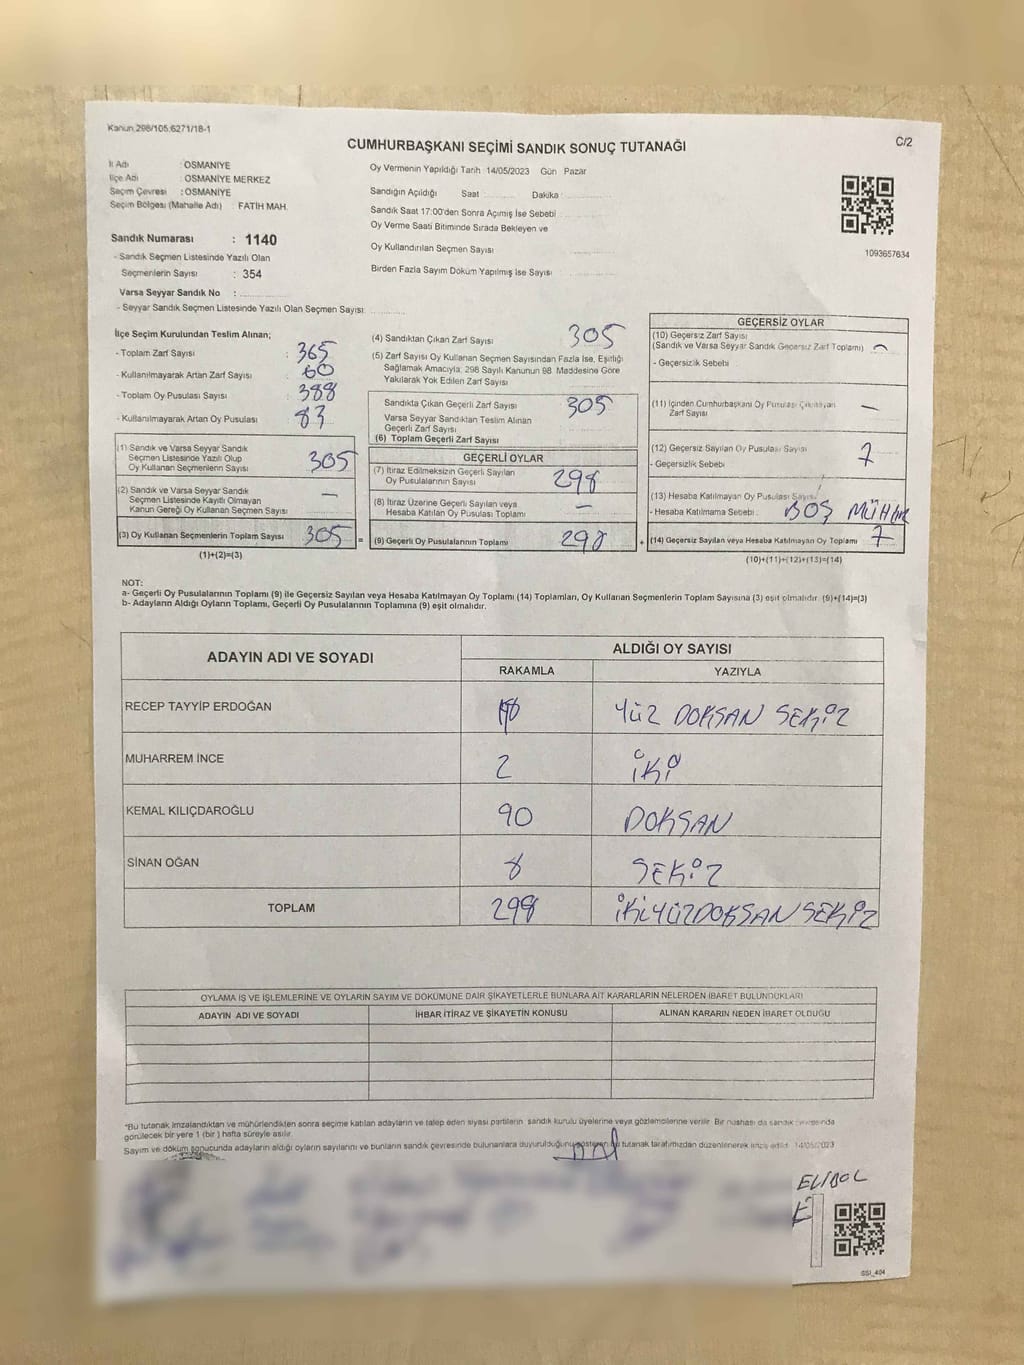 Kanun 298/105.6271/18-1
C/2
CUMHURBAŞKANI SEÇİMİ SANDIK SONUÇ TUTANAĞI
İl Adı : OSMANİYE
İlçe Adı : OSMANİYE MERKEZ
Seçim Çevresi : OSMANİYE
Seçim Bölgesi (Mahalle Adı) : FATİH MAH.
Sandık Numarası : 1140
- Sandık Seçmen Listesinde Yazılı Olan
Seçmenlerin Sayısı : 354
Varsa Seyyar Sandık No :
- Seyyar Sandık Seçmen Listesinde Yazılı Olan Seçmen Sayısı
Oy Vermenin Yapıldığı Tarih 14/05/2023 Gün Pazar
Sandığın Açıldığı Saat Dakika
Sandık Saat 17:00'den Sonra Açımış İse Sebebi
Oy Verme Saati Bitiminde Sırada Bekleyen ve
Oy Kullandırılan Seçmen Sayısı
Birden Fazla Sayım Döküm Yapılmış İse Sayısı
1093657634
İlçe Seçim Kurulundan Teslim Alınan;
- Toplam Zarf Sayısı : 365
- Kullanılmayarak Artan Zarf Sayısı : 60
- Toplam Oy Pusulası Sayısı : 388
- Kullanılmayarak Artan Oy Pusulası : 83
(1) Sandık ve Varsa Seyyar Sandık
Seçmen Listesinde Yazılı Olup
Oy Kullanan Seçmenlerin Sayısı 305
(2) Sandık ve Varsa Seyyar Sandık
Seçmen Listesinde Kayıtlı Olmayan
Kanun Gereği Oy Kullanan Seçmen Sayısı —
(3) Oy Kullanan Seçmenlerin Toplam Sayısı 305 =
(1)+(2)=(3)
(4) Sandıktan Çıkan Zarf Sayısı 305
(5) Zarf Sayısı Oy Kullanan Seçmen Sayısından Fazla İse, Eşitliği
Sağlamak Amacıyla; 298 Sayılı Kanunun 98. Maddesine Göre
Yakılarak Yok Edilen Zarf Sayısı
Sandıkta Çıkan Geçerli Zarf Sayısı 305
Varsa Seyyar Sandıktan Teslim Alınan
Geçerli Zarf Sayısı
(6) Toplam Geçerli Zarf Sayısı
GEÇERLİ OYLAR
(7) İtiraz Edilmeksizin Geçerli Sayılan
Oy Pusulalarının Sayısı 298
(8) İtiraz Üzerine Geçerli Sayılan veya
Hesaba Katılan Oy Pusulası Toplamı —
(9) Geçerli Oy Pusulalarının Toplamı 298 +
GEÇERSİZ OYLAR
(10) Geçersiz Zarf Sayısı
(Sandık ve Varsa Seyyar Sandık Geçersiz Zarf Toplamı) —
- Geçersizlik Sebebi
(11) İçinden Cumhurbaşkanı Oy Pusulası Çıkmayan
Zarf Sayısı —
(12) Geçersiz Sayılan Oy Pusulası Sayısı 7
- Geçersizlik Sebebi
(13) Hesaba Katılmayan Oy Pusulası Sayısı
- Hesaba Katılmama Sebebi : BOŞ MÜHÜR
(14) Geçersiz Sayılan veya Hesaba Katılmayan Oy Toplamı 7
(10)+(11)+(12)+(13)=(14)
NOT:
a- Geçerli Oy Pusulalarının Toplamı (9) ile Geçersiz Sayılan veya Hesaba Katılmayan Oy Toplamı (14) Toplamları, Oy Kullanan Seçmenlerin Toplam Sayısına (3) eşit olmalıdır. (9)+(14)=(3)
b- Adayların Aldığı Oyların Toplamı, Geçerli Oy Pusulalarının Toplamına (9) eşit olmalıdır.
ADAYIN ADI VE SOYADI ALDIĞI OY SAYISI
RAKAMLA YAZIYLA
RECEP TAYYİP ERDOĞAN YÜZ DOKSAN SEKİZ
MUHARREM İNCE 2 İKİ
KEMAL KILIÇDAROĞLU 90 DOKSAN
SİNAN OĞAN 8 SEKİZ
TOPLAM 298 İKİYÜZDOKSAN SEKİZ
OYLAMA İŞ VE İŞLEMLERİNE VE OYLARIN SAYIM VE DÖKÜMÜNE DAİR ŞİKAYETLERLE BUNLARA AİT KARARLARIN NELERDEN İBARET BULUNDUKLARI
ADAYIN ADI VE SOYADI İHBAR İTİRAZ VE ŞİKAYETİN KONUSU ALINAN KARARIN NEDEN İBARET OLDUĞU
*Bu tutanak imzalandıktan ve mühürlendikten sonra seçime katılan adayların ve talep eden siyasi partilerin sandık kurulu üyelerine veya gözlemcilerine verilir. Bir nüshası da sandık çevresinde
görülecek bir yere 1 (bir) hafta süreyle asılır.
Sayım ve döküm sonucunda adayların aldığı oyların sayılarını ve bunların sandık çevresinde bulunanlara duyurulduğunu gösteren bu tutanak tarafımızdan düzenlenerek imza edildi. 14/05/2023
ELİBOL
GSI_404